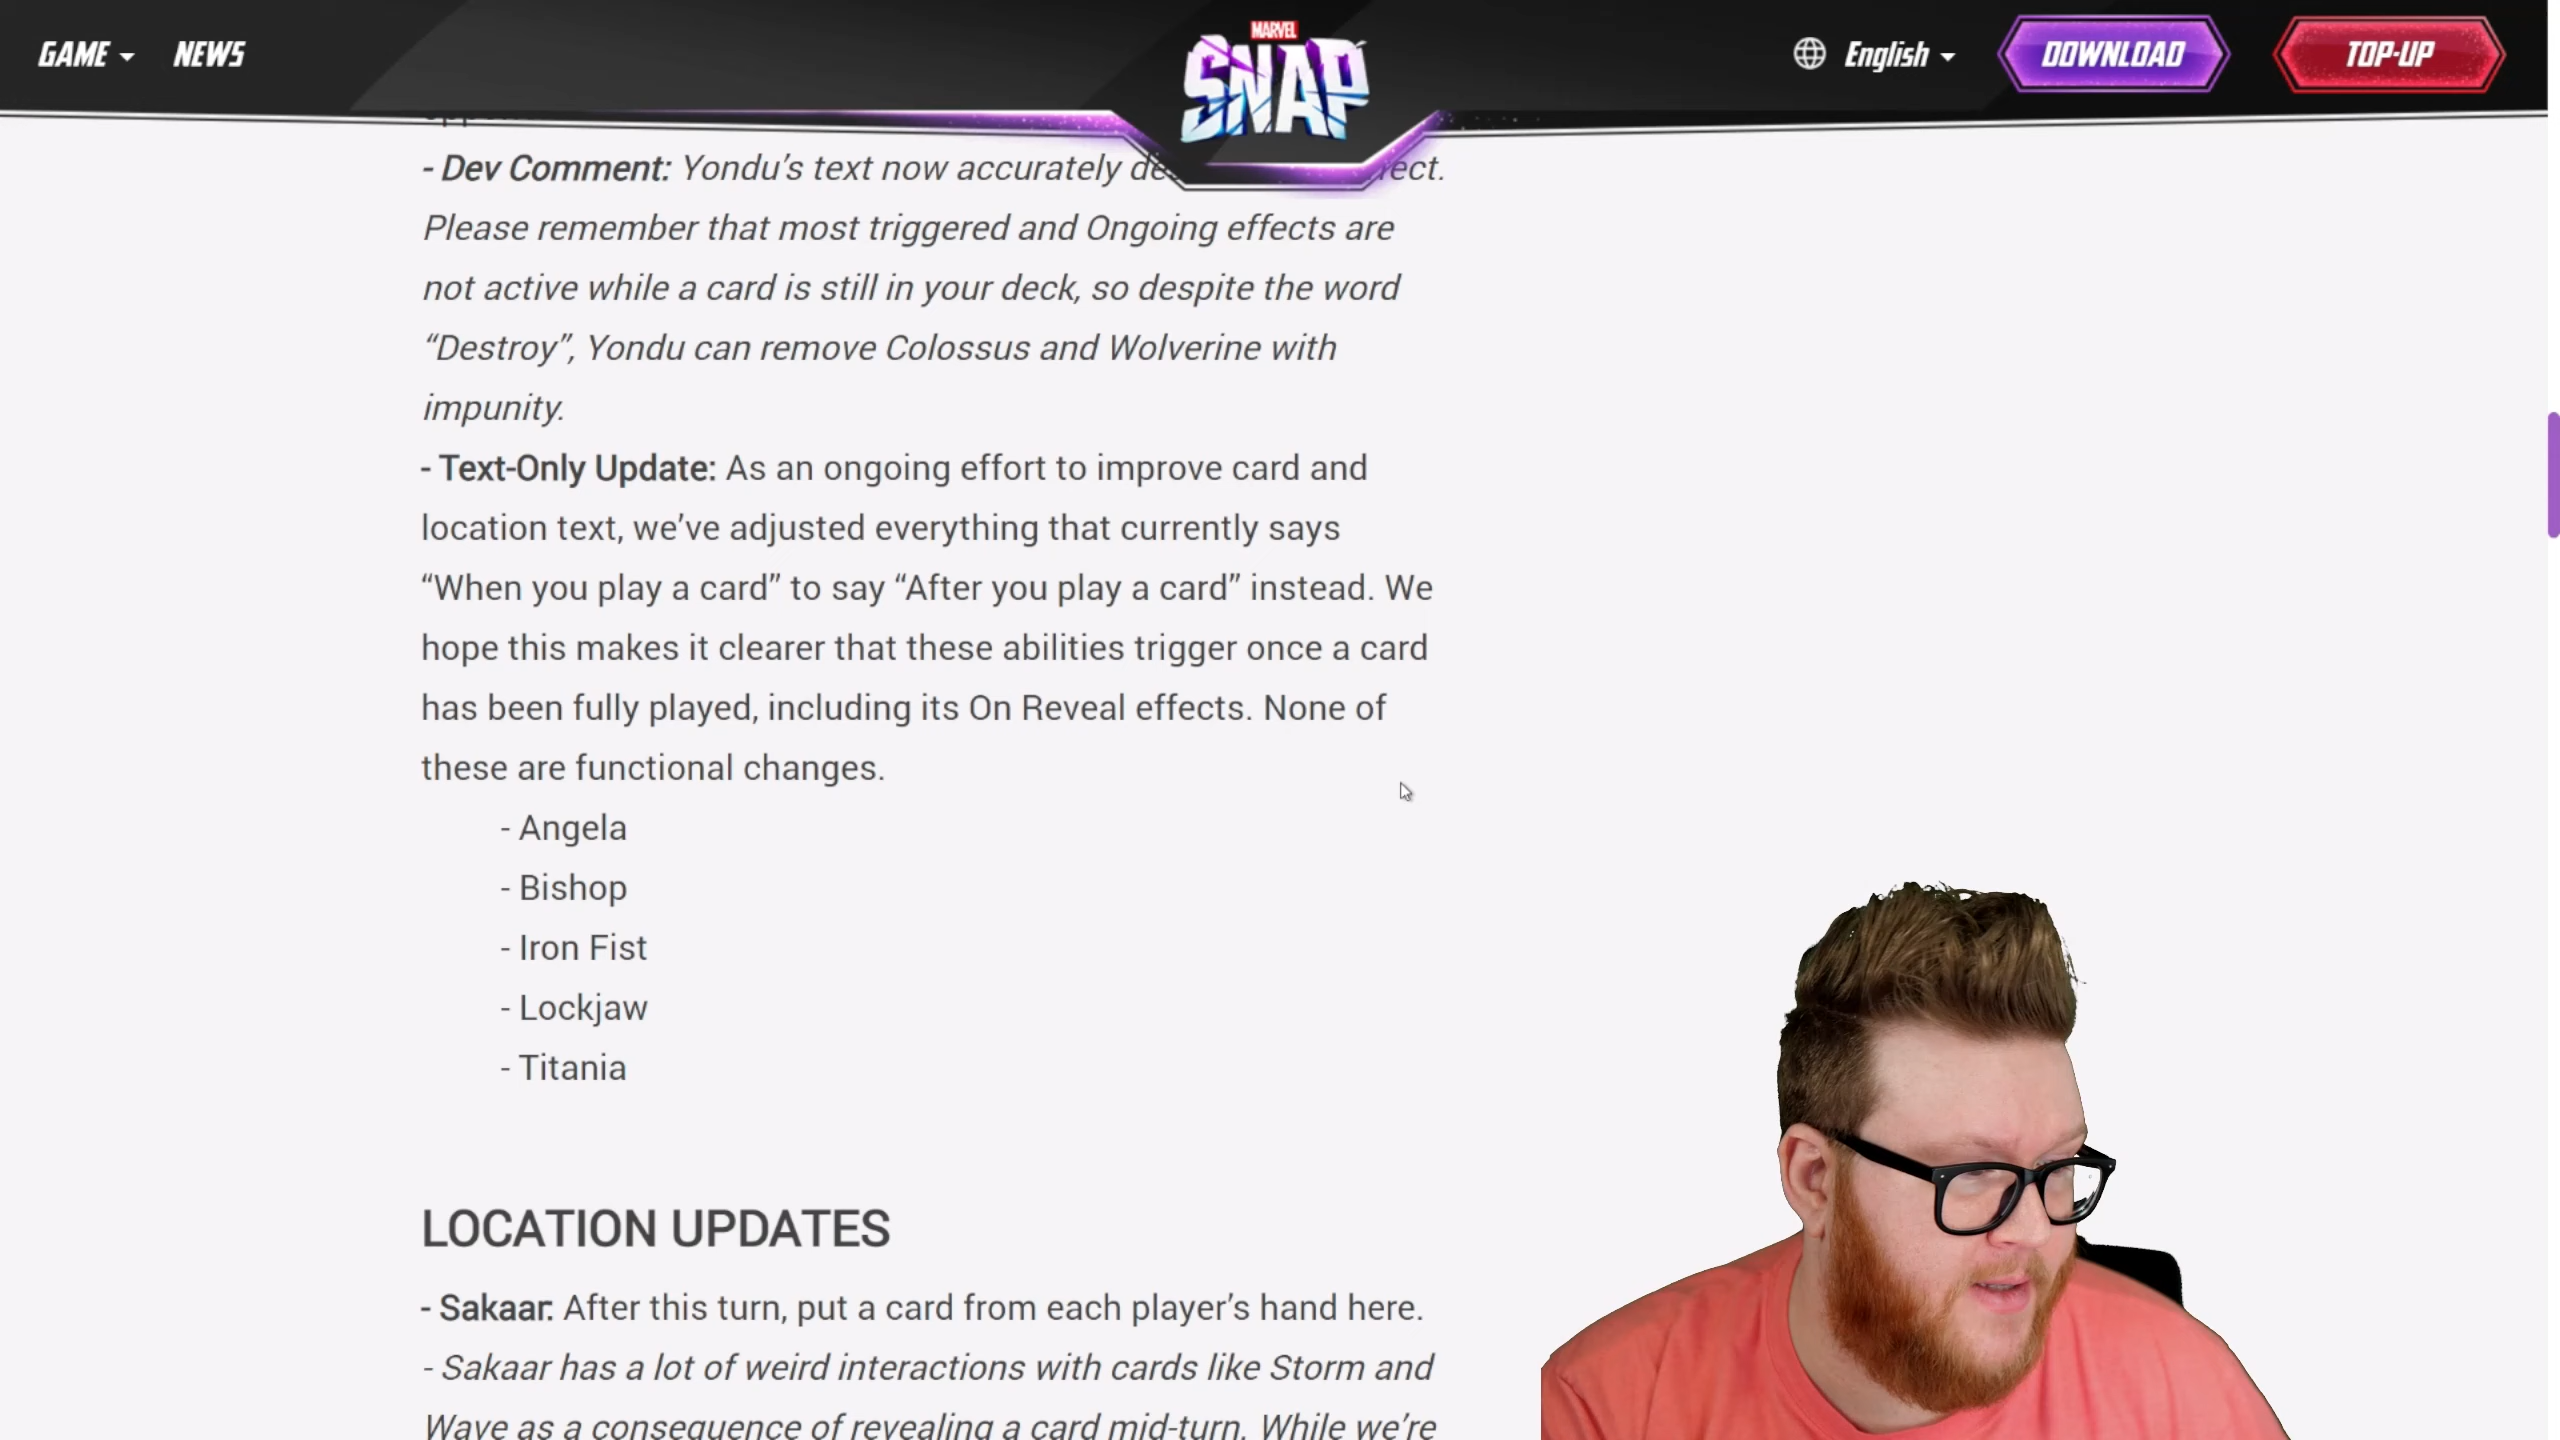 GAME NEWS
MARVEL
SNAP
English
DOWNLOAD
TOP-UP
- Dev Comment: Yondu’s text now accurately
Please remember that most triggered and Ongoing effects are
not active while a card is still in your deck, so despite the word
“Destroy”, Yondu can remove Colossus and Wolverine with
impunity.
- Text-Only Update: As an ongoing effort to improve card and
location text, we’ve adjusted everything that currently says
“When you play a card” to say “After you play a card” instead. We
hope this makes it clearer that these abilities trigger once a card
has been fully played, including its On Reveal effects. None of
these are functional changes.
- Angela
- Bishop
- Iron Fist
- Lockjaw
- Titania
LOCATION UPDATES
- Sakaar: After this turn, put a card from each player’s hand here.
- Sakaar has a lot of weird interactions with cards like Storm and
Wave as a consequence of revealing a card mid-turn. While we’re